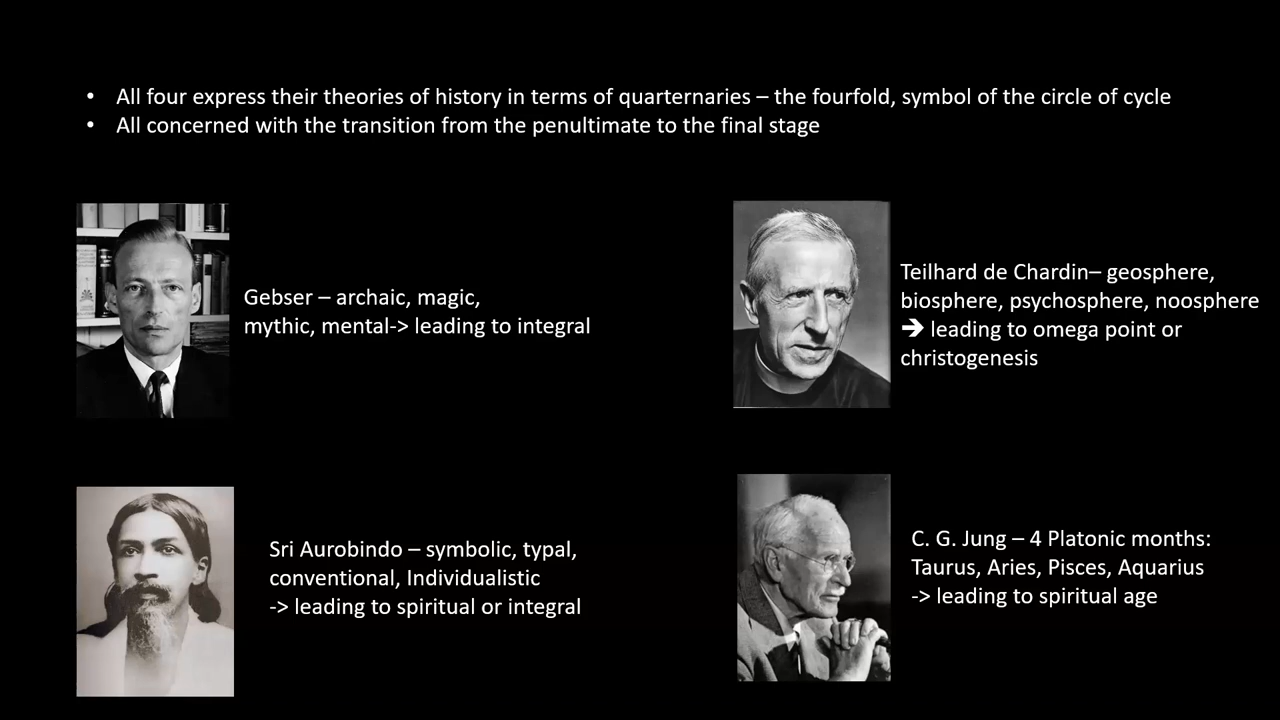 • All four express their theories of history in terms of quarternaries – the fourfold, symbol of the circle of cycle
• All concerned with the transition from the penultimate to the final stage
Gebser – archaic, magic,
mythic, mental-> leading to integral
Teilhard de Chardin– geosphere,
biosphere, psychosphere, noosphere
➔ leading to omega point or
christogenesis
Sri Aurobindo – symbolic, typal,
conventional, Individualistic
-> leading to spiritual or integral
C. G. Jung – 4 Platonic months:
Taurus, Aries, Pisces, Aquarius
-> leading to spiritual age